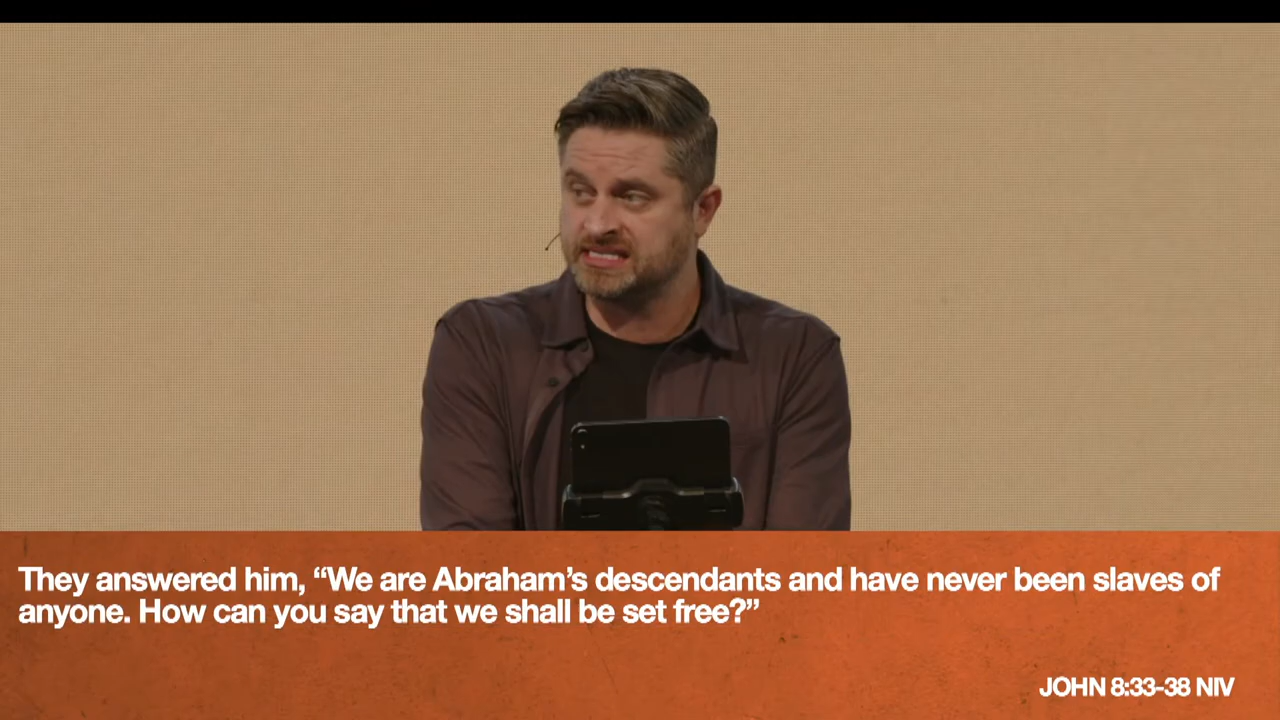 They answered him, “We are Abraham’s descendants and have never been slaves of
anyone. How can you say that we shall be set free?”
JOHN 8:33-38 NIV